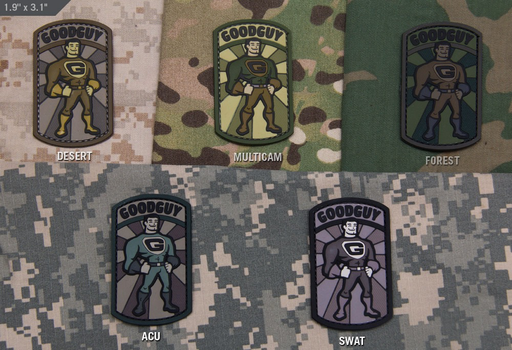 1.9" x 3.1"
GOODGUY
G
DESERT
GOODGUY
G
MULTICAM
GOODGUY
G
FOREST
GOODGUY
G
ACU
GOODGUY
G
SWAT